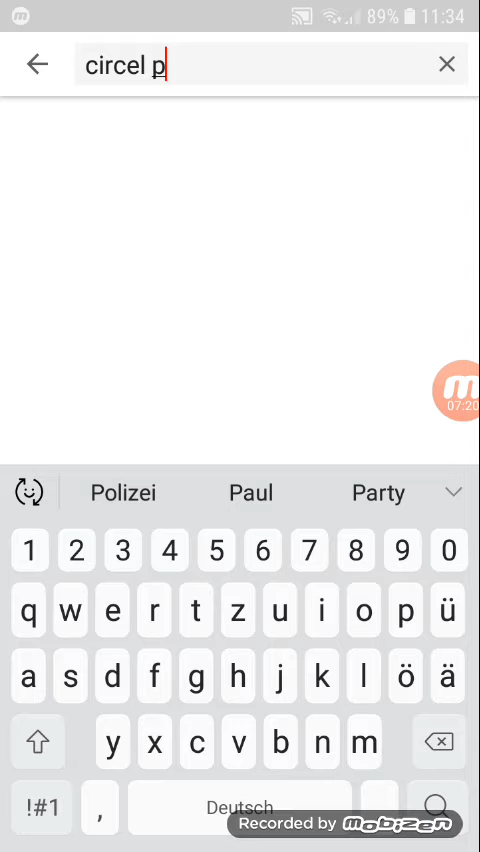 89% 11:34
circel p
07:20
Polizei Paul Party
1 2 3 4 5 6 7 8 9 0
q w e r t z u i o p ü
a s d f g h j k l ö ä
y x c v b n m
!#1 , Deutsch
Recorded by mobizen